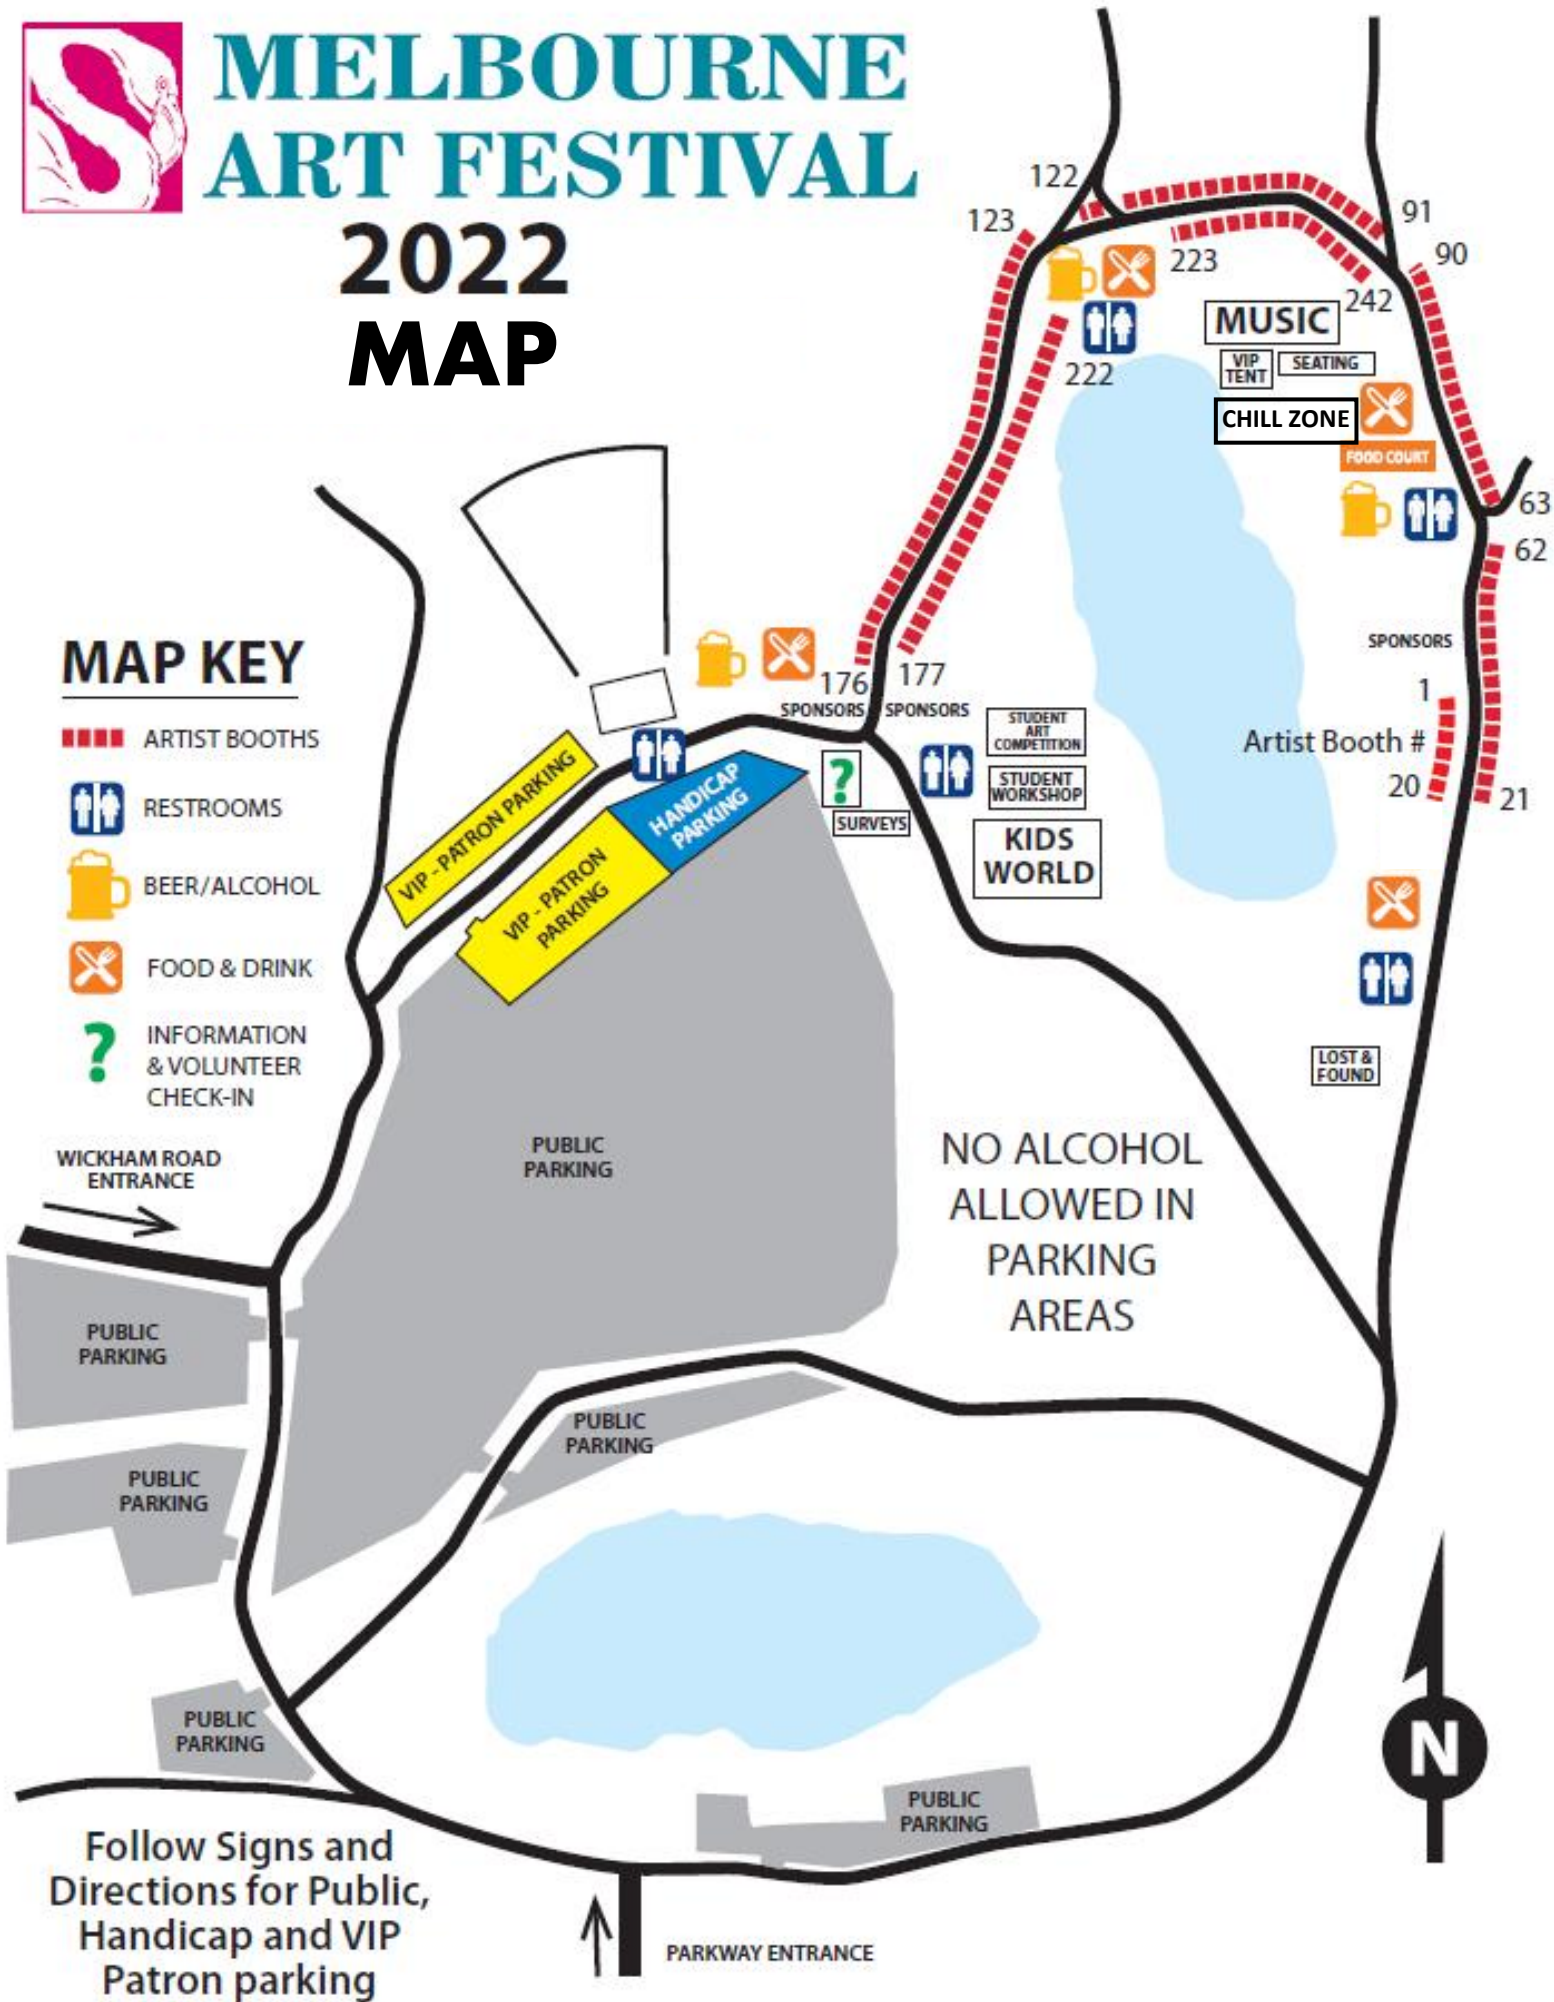 MELBOURNE
ART FESTIVAL
2022
MAP
122
123
91
90
223
242
MUSIC
VIP
TENT
SEATING
222
CHILL ZONE
FOOD COURT
63
62
MAP KEY
ARTIST BOOTHS
RESTROOMS
BEER/ALCOHOL
FOOD & DRINK
?
INFORMATION
& VOLUNTEER
CHECK-IN
SPONSORS
1
Artist Booth #
20
21
176
177
SPONSORS
SPONSORS
STUDENT
ART
COMPETITION
STUDENT
WORKSHOP
KIDS
WORLD
?
SURVEYS
VIP - PATRON PARKING
HANDICAP
PARKING
VIP - PATRON
PARKING
LOST &
FOUND
WICKHAM ROAD
ENTRANCE
PUBLIC
PARKING
NO ALCOHOL
ALLOWED IN
PARKING
AREAS
PUBLIC
PARKING
PUBLIC
PARKING
PUBLIC
PARKING
PUBLIC
PARKING
PUBLIC
PARKING
N
Follow Signs and
Directions for Public,
Handicap and VIP
Patron parking
PARKWAY ENTRANCE